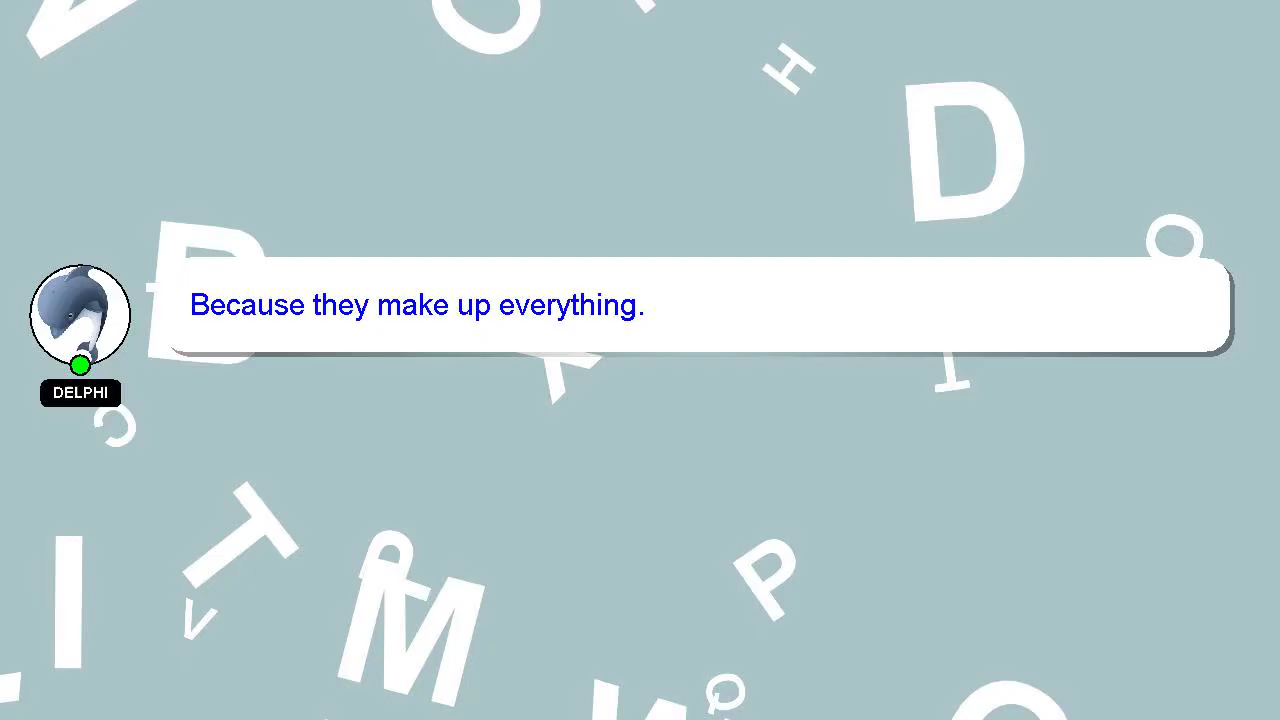 Z
O
H
D
B
O
Because they make up everything.
DELPHI
X
T
C
T
I
P
M
V
P
W
Q
O